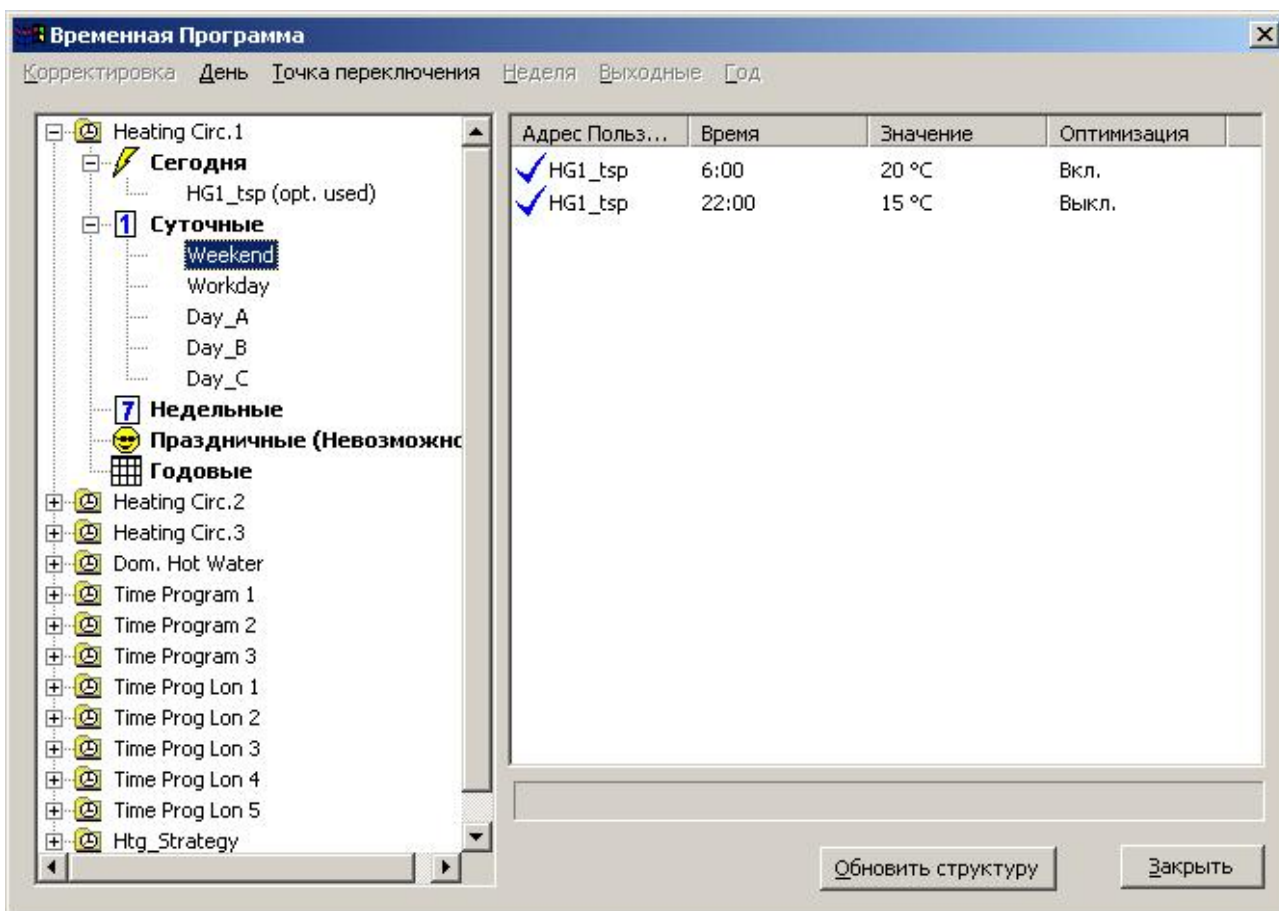 Временная Программа
Корректировка День Точка переключения Неделя Выходные Год
Heating Circ.1
Сегодня
HG1_tsp (opt. used)
1 Суточные
Weekend
Workday
Day_A
Day_B
Day_C
7 Недельные
Праздничные (Невозможно
Годовые
Heating Circ.2
Heating Circ.3
Dom. Hot Water
Time Program 1
Time Program 2
Time Program 3
Time Prog Lon 1
Time Prog Lon 2
Time Prog Lon 3
Time Prog Lon 4
Time Prog Lon 5
Htg_Strategy
Адрес Польз... Время Значение Оптимизация
HG1_tsp 6:00 20 °C Вкл.
HG1_tsp 22:00 15 °C Выкл.
Обновить структуру Закрыть